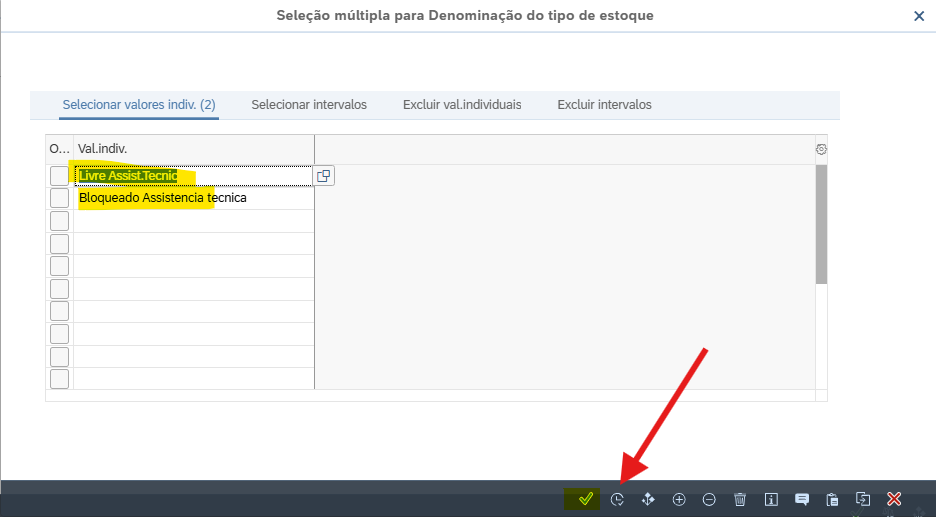 Seleção múltipla para Denominação do tipo de estoque
Selecionar valores indiv. (2) Selecionar intervalos Excluir val.individuais Excluir intervalos
O... Val.indiv.
Livre Assist.Tecnic
Bloqueado Assistencia tecnica